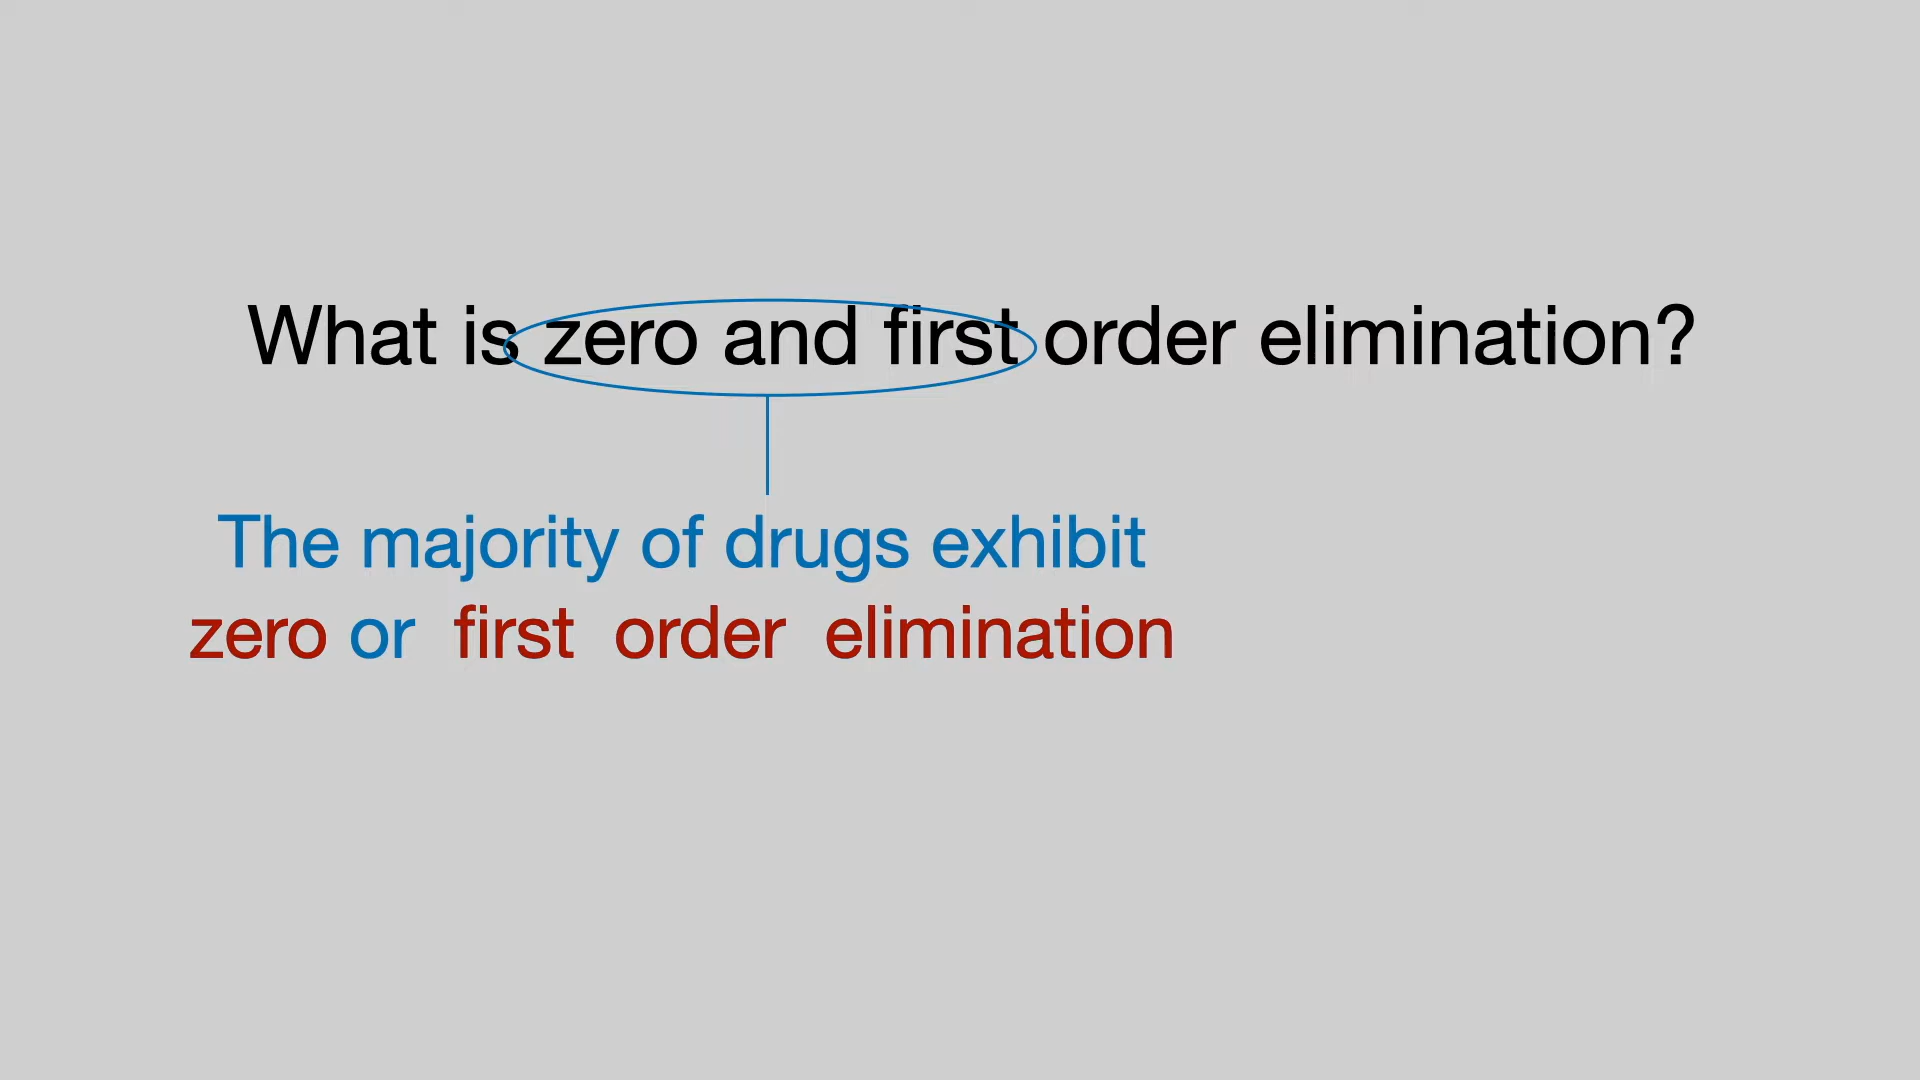 What is zero and first order elimination?
The majority of drugs exhibit
zero or first order elimination